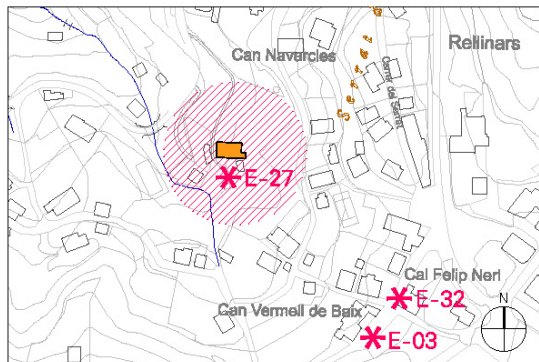 Can Navarcles
Rellinars
Carrer del Serrat
E-27
Cal Felip Neri
E-32
Can Vermell de Baix
E-03
N